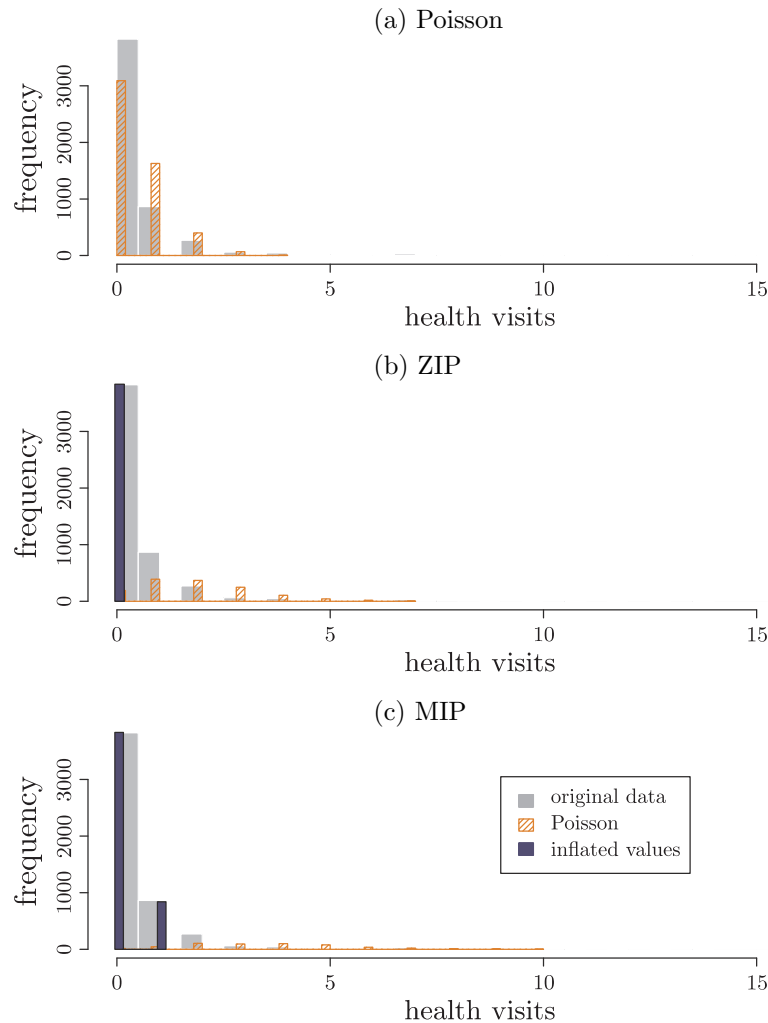 (a) Poisson
frequency
3000
2000
1000
0
0 5 10 15
health visits
(b) ZIP
frequency
3000
2000
1000
0
0 5 10 15
health visits
(c) MIP
frequency
3000
2000
1000
0
original data
Poisson
inflated values
0 5 10 15
health visits